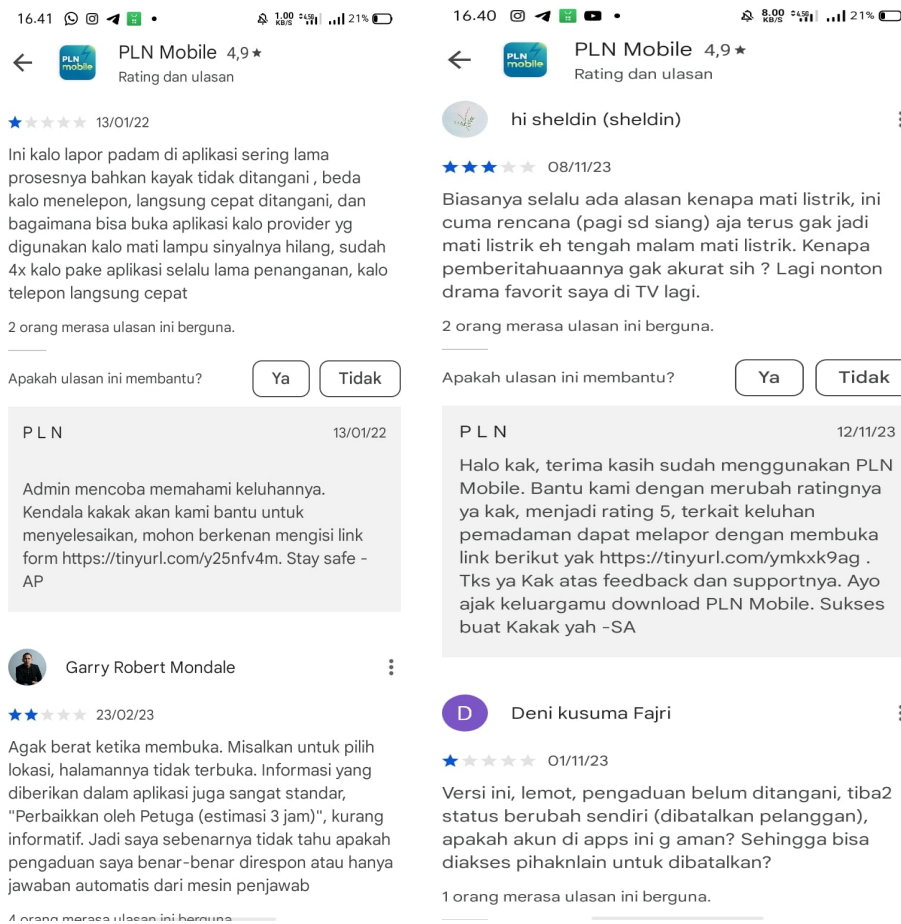 16.41
1.00 KB/S
4.5G
21%
PLN Mobile 4,9★
Rating dan ulasan
PLN
mobile
13/01/22
Ini kalo lapor padam di aplikasi sering lama
prosesnya bahkan kayak tidak ditangani , beda
kalo menelepon, langsung cepat ditangani, dan
bagaimana bisa buka aplikasi kalo provider yg
digunakan kalo mati lampu sinyalnya hilang, sudah
4x kalo pake aplikasi selalu lama penanganan, kalo
telepon langsung cepat
2 orang merasa ulasan ini berguna.
Apakah ulasan ini membantu? Ya Tidak
P L N 13/01/22
Admin mencoba memahami keluhannya.
Kendala kakak akan kami bantu untuk
menyelesaikan, mohon berkenan mengisi link
form https://tinyurl.com/y25nfv4m. Stay safe -
AP
Garry Robert Mondale
23/02/23
Agak berat ketika membuka. Misalkan untuk pilih
lokasi, halamannya tidak terbuka. Informasi yang
diberikan dalam aplikasi juga sangat standar,
"Perbaikkan oleh Petuga (estimasi 3 jam)", kurang
informatif. Jadi saya sebenarnya tidak tahu apakah
pengaduan saya benar-benar direspon atau hanya
jawaban automatis dari mesin penjawab
4 orang merasa ulasan ini berguna.
16.40
8.00 KB/S
4.5G
21%
PLN Mobile 4,9★
Rating dan ulasan
PLN
mobile
hi sheldin (sheldin)
08/11/23
Biasanya selalu ada alasan kenapa mati listrik, ini
cuma rencana (pagi sd siang) aja terus gak jadi
mati listrik eh tengah malam mati listrik. Kenapa
pemberitahuaannya gak akurat sih ? Lagi nonton
drama favorit saya di TV lagi.
2 orang merasa ulasan ini berguna.
Apakah ulasan ini membantu? Ya Tidak
P L N 12/11/23
Halo kak, terima kasih sudah menggunakan PLN
Mobile. Bantu kami dengan merubah ratingnya
ya kak, menjadi rating 5, terkait keluhan
pemadaman dapat melapor dengan membuka
link berikut yak https://tinyurl.com/ymkxk9ag .
Tks ya Kak atas feedback dan supportnya. Ayo
ajak keluargamu download PLN Mobile. Sukses
buat Kakak yah -SA
D
Deni kusuma Fajri
01/11/23
Versi ini, lemot, pengaduan belum ditangani, tiba2
status berubah sendiri (dibatalkan pelanggan),
apakah akun di apps ini g aman? Sehingga bisa
diakses pihaknlain untuk dibatalkan?
1 orang merasa ulasan ini berguna.